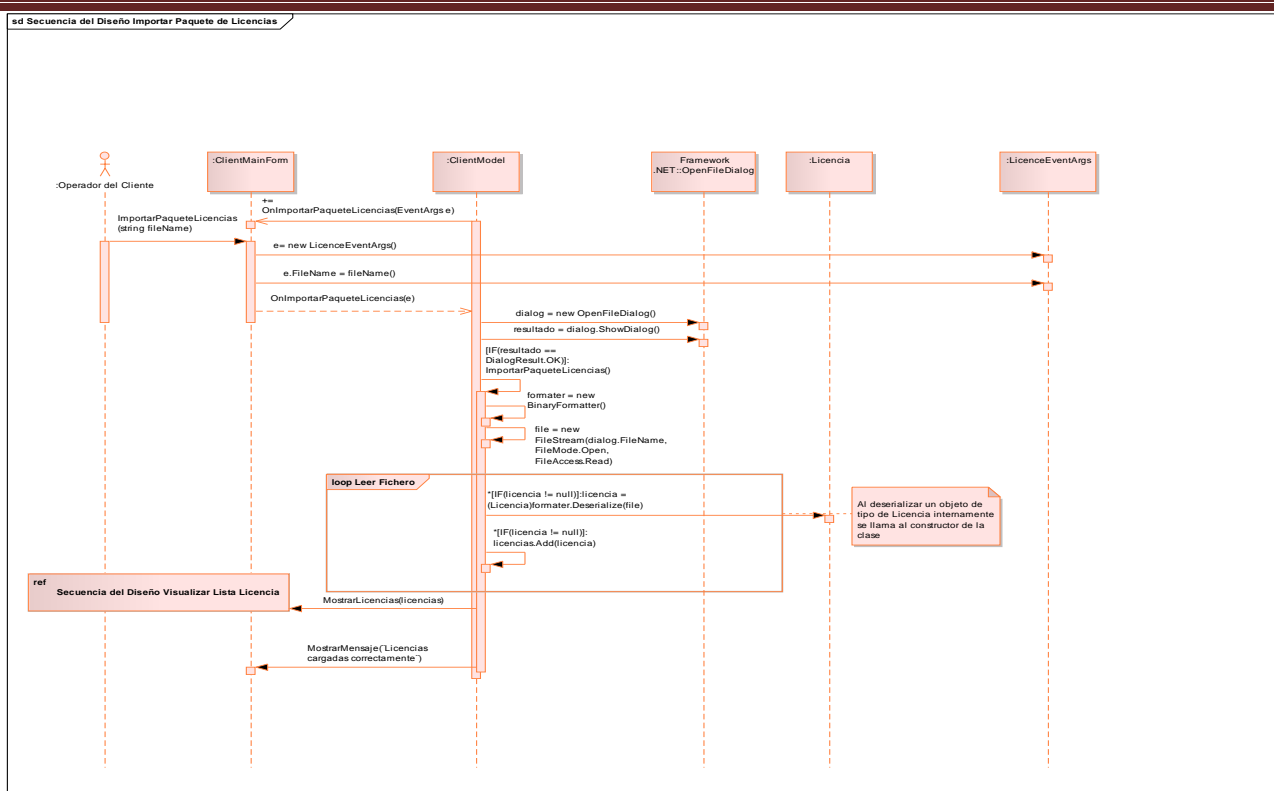 sd Secuencia del Diseño Importar Paquete de Licencias
:Operador del Cliente
:ClientMainForm
:ClientModel
Framework
.NET::OpenFileDialog
:Licencia
:LicenceEventArgs
+=
OnImportarPaqueteLicencias(EventArgs e)
ImportarPaqueteLicencias
(string fileName)
e= new LicenceEventArgs()
e.FileName = fileName()
OnImportarPaqueteLicencias(e)
dialog = new OpenFileDialog()
resultado = dialog.ShowDialog()
[IF(resultado ==
DialogResult.OK)]:
ImportarPaqueteLicencias()
formater = new
BinaryFormatter()
file = new
FileStream(dialog.FileName,
FileMode.Open,
FileAccess.Read)
loop Leer Fichero
*[IF(licencia != null)]:licencia =
(Licencia)formater.Deserialize(file)
Al deserializar un objeto de
tipo de Licencia internamente
se llama al constructor de la
clase
*[IF(licencia != null)]:
licencias.Add(licencia)
ref
Secuencia del Diseño Visualizar Lista Licencia
MostrarLicencias(licencias)
MostrarMensaje(¨Licencias
cargadas correctamente¨)